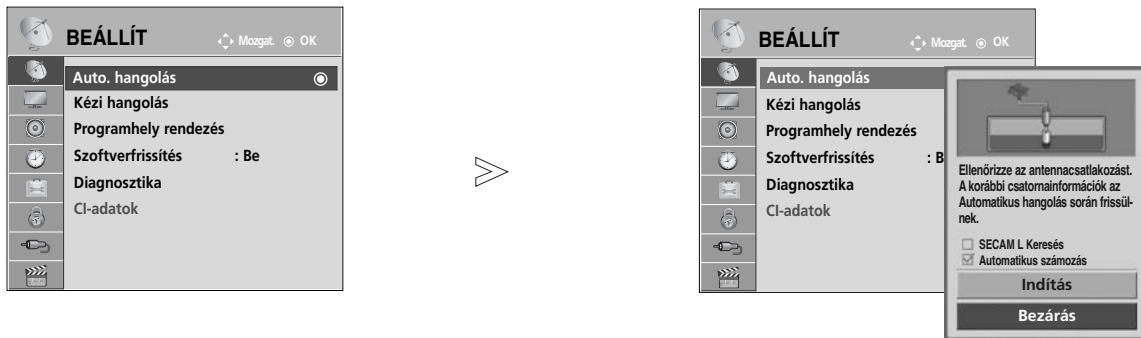 BEÁLLÍT Mozgat. OK
Auto. hangolás
Kézi hangolás
Programhely rendezés
Szoftverfrissítés : Be
Diagnosztika
CI-adatok
BEÁLLÍT Mozgat. OK
Auto. hangolás
Kézi hangolás
Programhely rendezés
Szoftverfrissítés : B
Diagnosztika
CI-adatok
Ellenőrizze az antennacsatlakozást.
A korábbi csatornainformációk az
Automatikus hangolás során frissül-
nek.
SECAM L Keresés
Automatikus számozás
Indítás
Bezárás